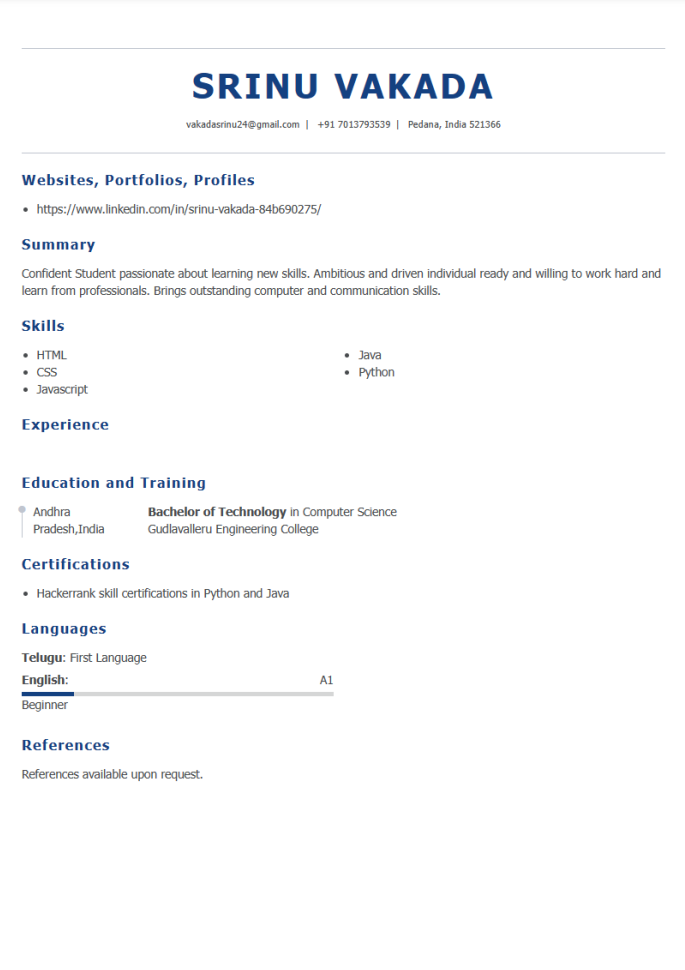 SRINU VAKADA
vakadasrinu24@gmail.com | +91 7013793539 | Pedana, India 521366
Websites, Portfolios, Profiles
• https://www.linkedin.com/in/srinu-vakada-84b690275/
Summary
Confident Student passionate about learning new skills. Ambitious and driven individual ready and willing to work hard and
learn from professionals. Brings outstanding computer and communication skills.
Skills
• HTML
• CSS
• Javascript
• Java
• Python
Experience
Education and Training
Andhra
Pradesh,India
Bachelor of Technology in Computer Science
Gudlavalleru Engineering College
Certifications
• Hackerrank skill certifications in Python and Java
Languages
Telugu: First Language
English: A1
Beginner
References
References available upon request.